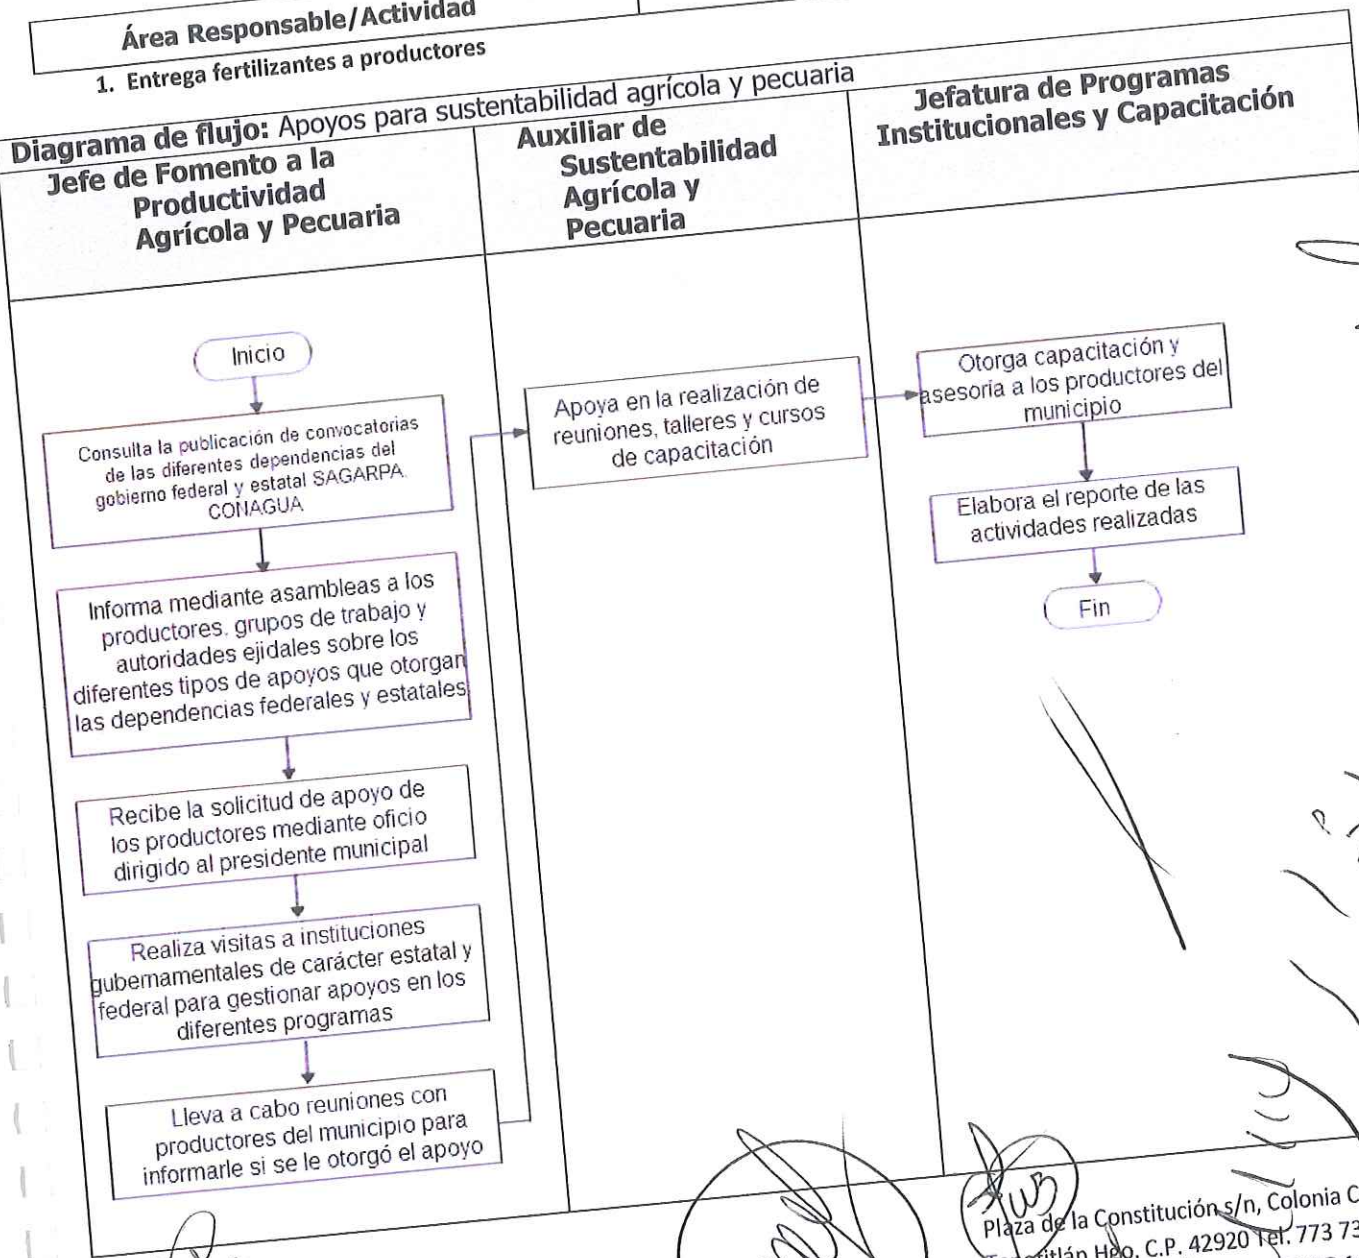 Área Responsable/Actividad
1. Entrega fertilizantes a productores
Diagrama de flujo: Apoyos para sustentabilidad agrícola y pecuaria
Jefe de Fomento a la
Productividad
Agrícola y Pecuaria
Auxiliar de
Sustentabilidad
Agrícola y
Pecuaria
Jefatura de Programas
Institucionales y Capacitación
Inicio
Consulta la publicación de convocatorias
de las diferentes dependencias del
gobierno federal y estatal SAGARPA.
CONAGUA
Informa mediante asambleas a los
productores. grupos de trabajo y
autoridades ejidales sobre los
diferentes tipos de apoyos que otorgan
las dependencias federales y estatales
Recibe la solicitud de apoyo de
los productores mediante oficio
dirigido al presidente municipal
Realiza visitas a instituciones
gubernamentales de carácter estatal y
federal para gestionar apoyos en los
diferentes programas
Lleva a cabo reuniones con
productores del municipio para
informarle si se le otorgó el apoyo
Apoya en la realización de
reuniones, talleres y cursos
de capacitación
Otorga capacitación y
asesoría a los productores del
municipio
Elabora el reporte de las
actividades realizadas
Fin
Plaza de la Constitución s/n, Colonia C
Hgo. C.P. 42920 Tel. 773 73